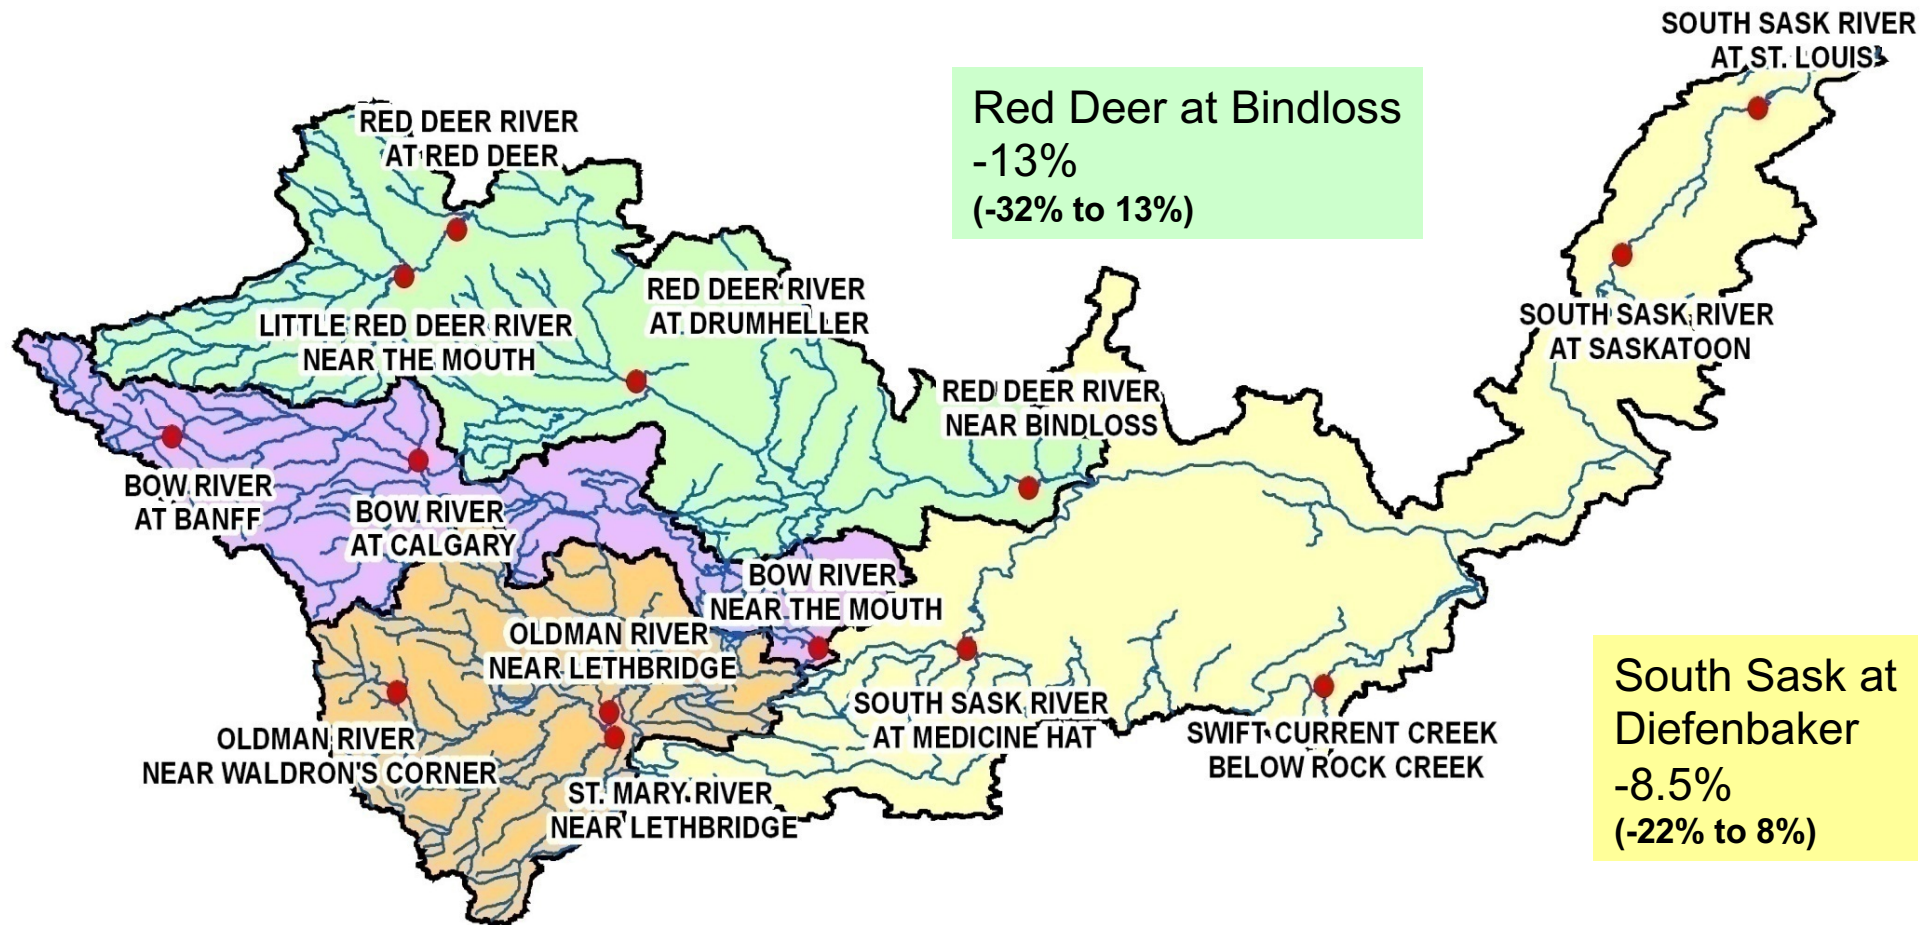 SOUTH SASK RIVER
AT ST. LOUIS
Red Deer at Bindloss
-13%
(-32% to 13%)
RED DEER RIVER
AT RED DEER
RED DEER RIVER
AT DRUMHELLER
LITTLE RED DEER RIVER
NEAR THE MOUTH
SOUTH SASK RIVER
AT SASKATOON
RED DEER RIVER
NEAR BINDLOSS
BOW RIVER
AT BANFF
BOW RIVER
AT CALGARY
BOW RIVER
NEAR THE MOUTH
OLDMAN RIVER
NEAR LETHBRIDGE
South Sask at
Diefenbaker
-8.5%
(-22% to 8%)
SOUTH SASK RIVER
AT MEDICINE HAT
SWIFT CURRENT CREEK
BELOW ROCK CREEK
OLDMAN RIVER
NEAR WALDRON'S CORNER
ST. MARY RIVER
NEAR LETHBRIDGE